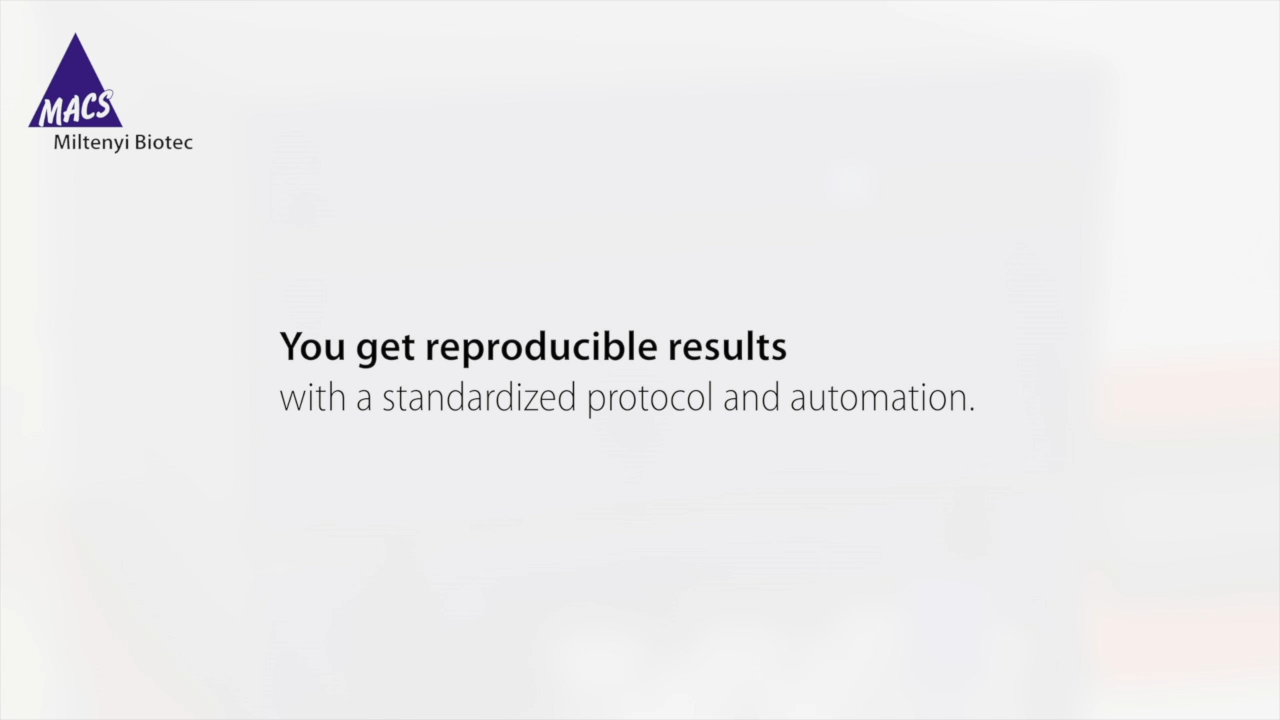 MACS
Miltenyi Biotec
You get reproducible results
with a standardized protocol and automation.